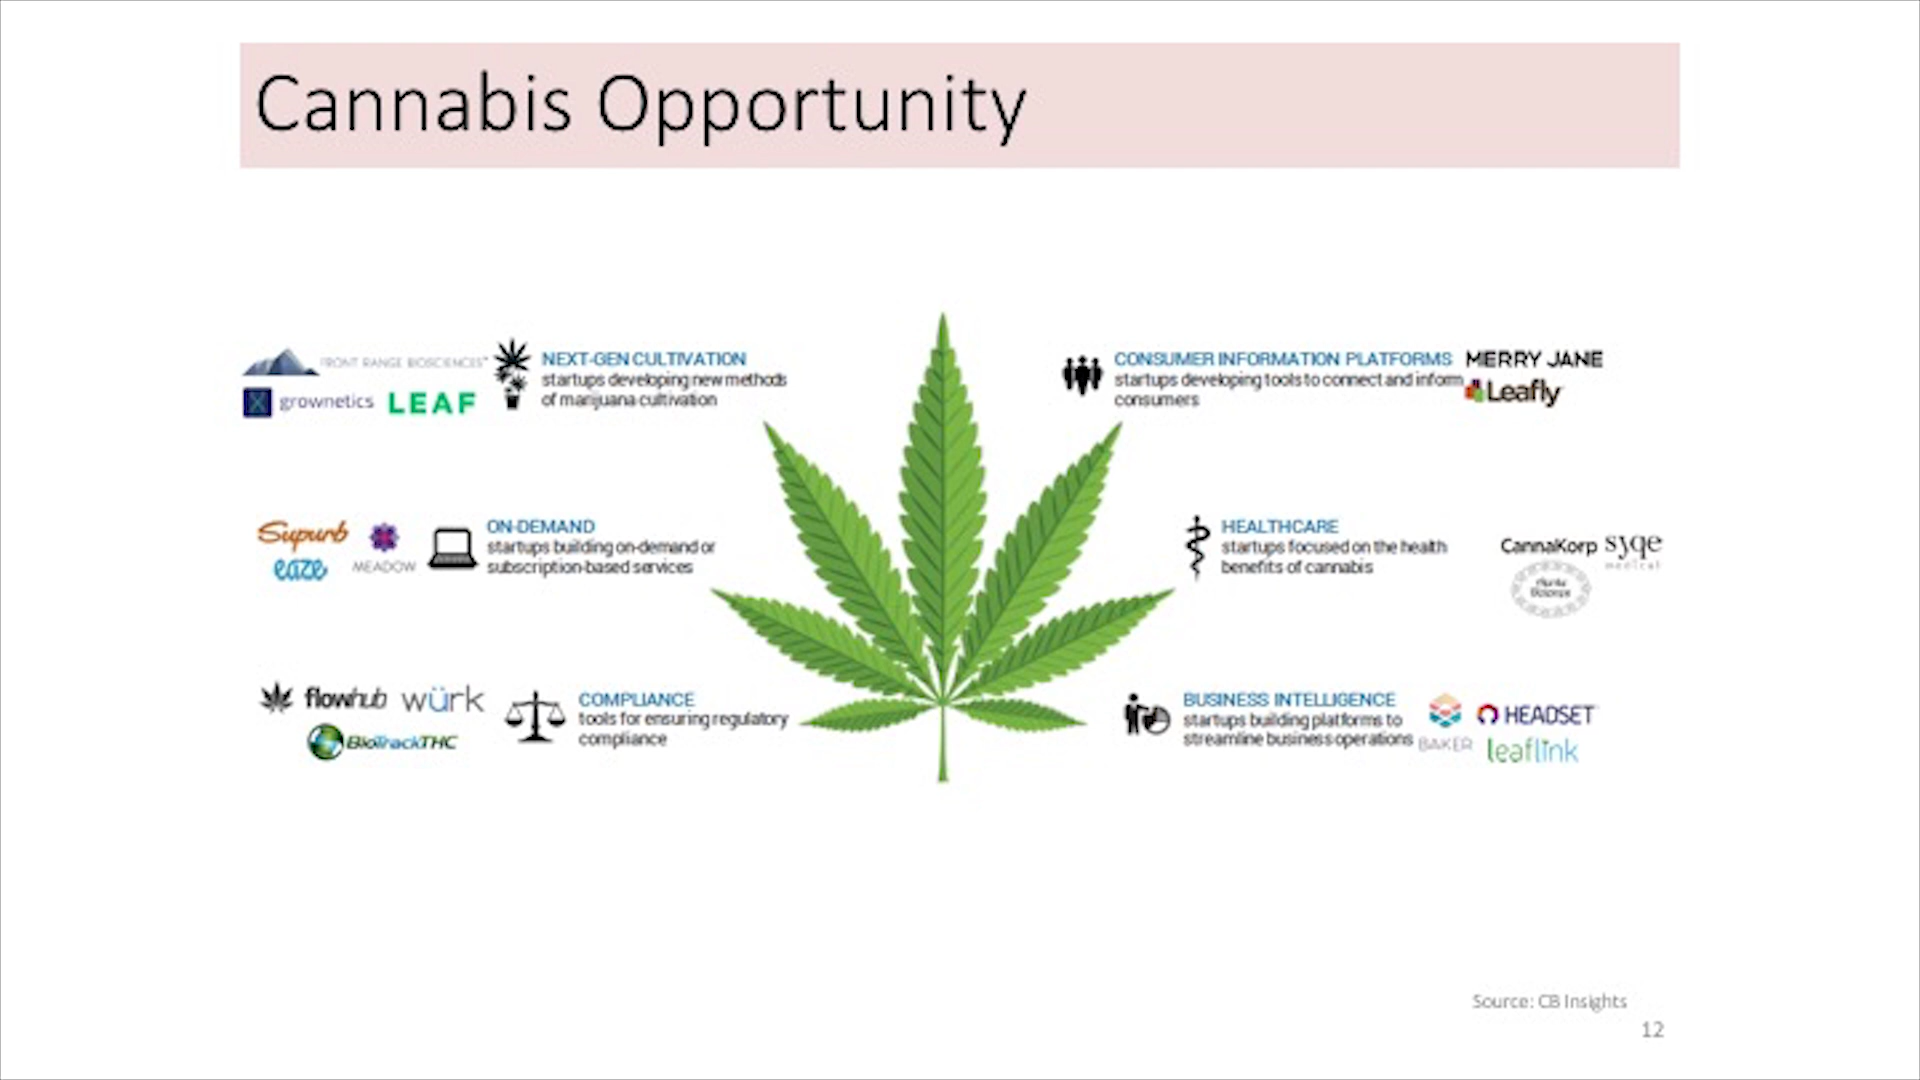 Cannabis Opportunity
FRONT RANGE BIOSCIENCES™
grownetics LEAF
NEXT-GEN CULTIVATION
startups developing new methods
of marijuana cultivation
CONSUMER INFORMATION PLATFORMS
startups developing tools to connect and inform
consumers
MERRY JANE
Leafly
Supurb
eaze
MEADOW
ON-DEMAND
startups building on-demand or
subscription-based services
HEALTHCARE
startups focused on the health
benefits of cannabis
CannaKorp syqe
medical
flowhub würk
BioTrackTHC
COMPLIANCE
tools for ensuring regulatory
compliance
BUSINESS INTELLIGENCE
startups building platforms to
streamline business operations
BAKER
HEADSET
leaflink
Source: CB Insights
12